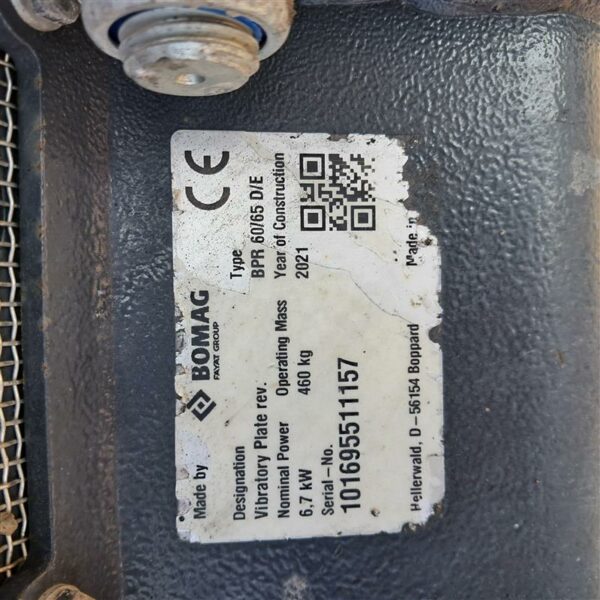 CE
Made by BOMAG
FAYAT GROUP
Designation Type
Vibratory Plate rev. BPR 60/65 D/E
Nominal Power Operating Mass Year of Construction
6,7 kW 460 kg 2021
Serial-No.
101695511157
Hellerwald, D-56154 Boppard Made in